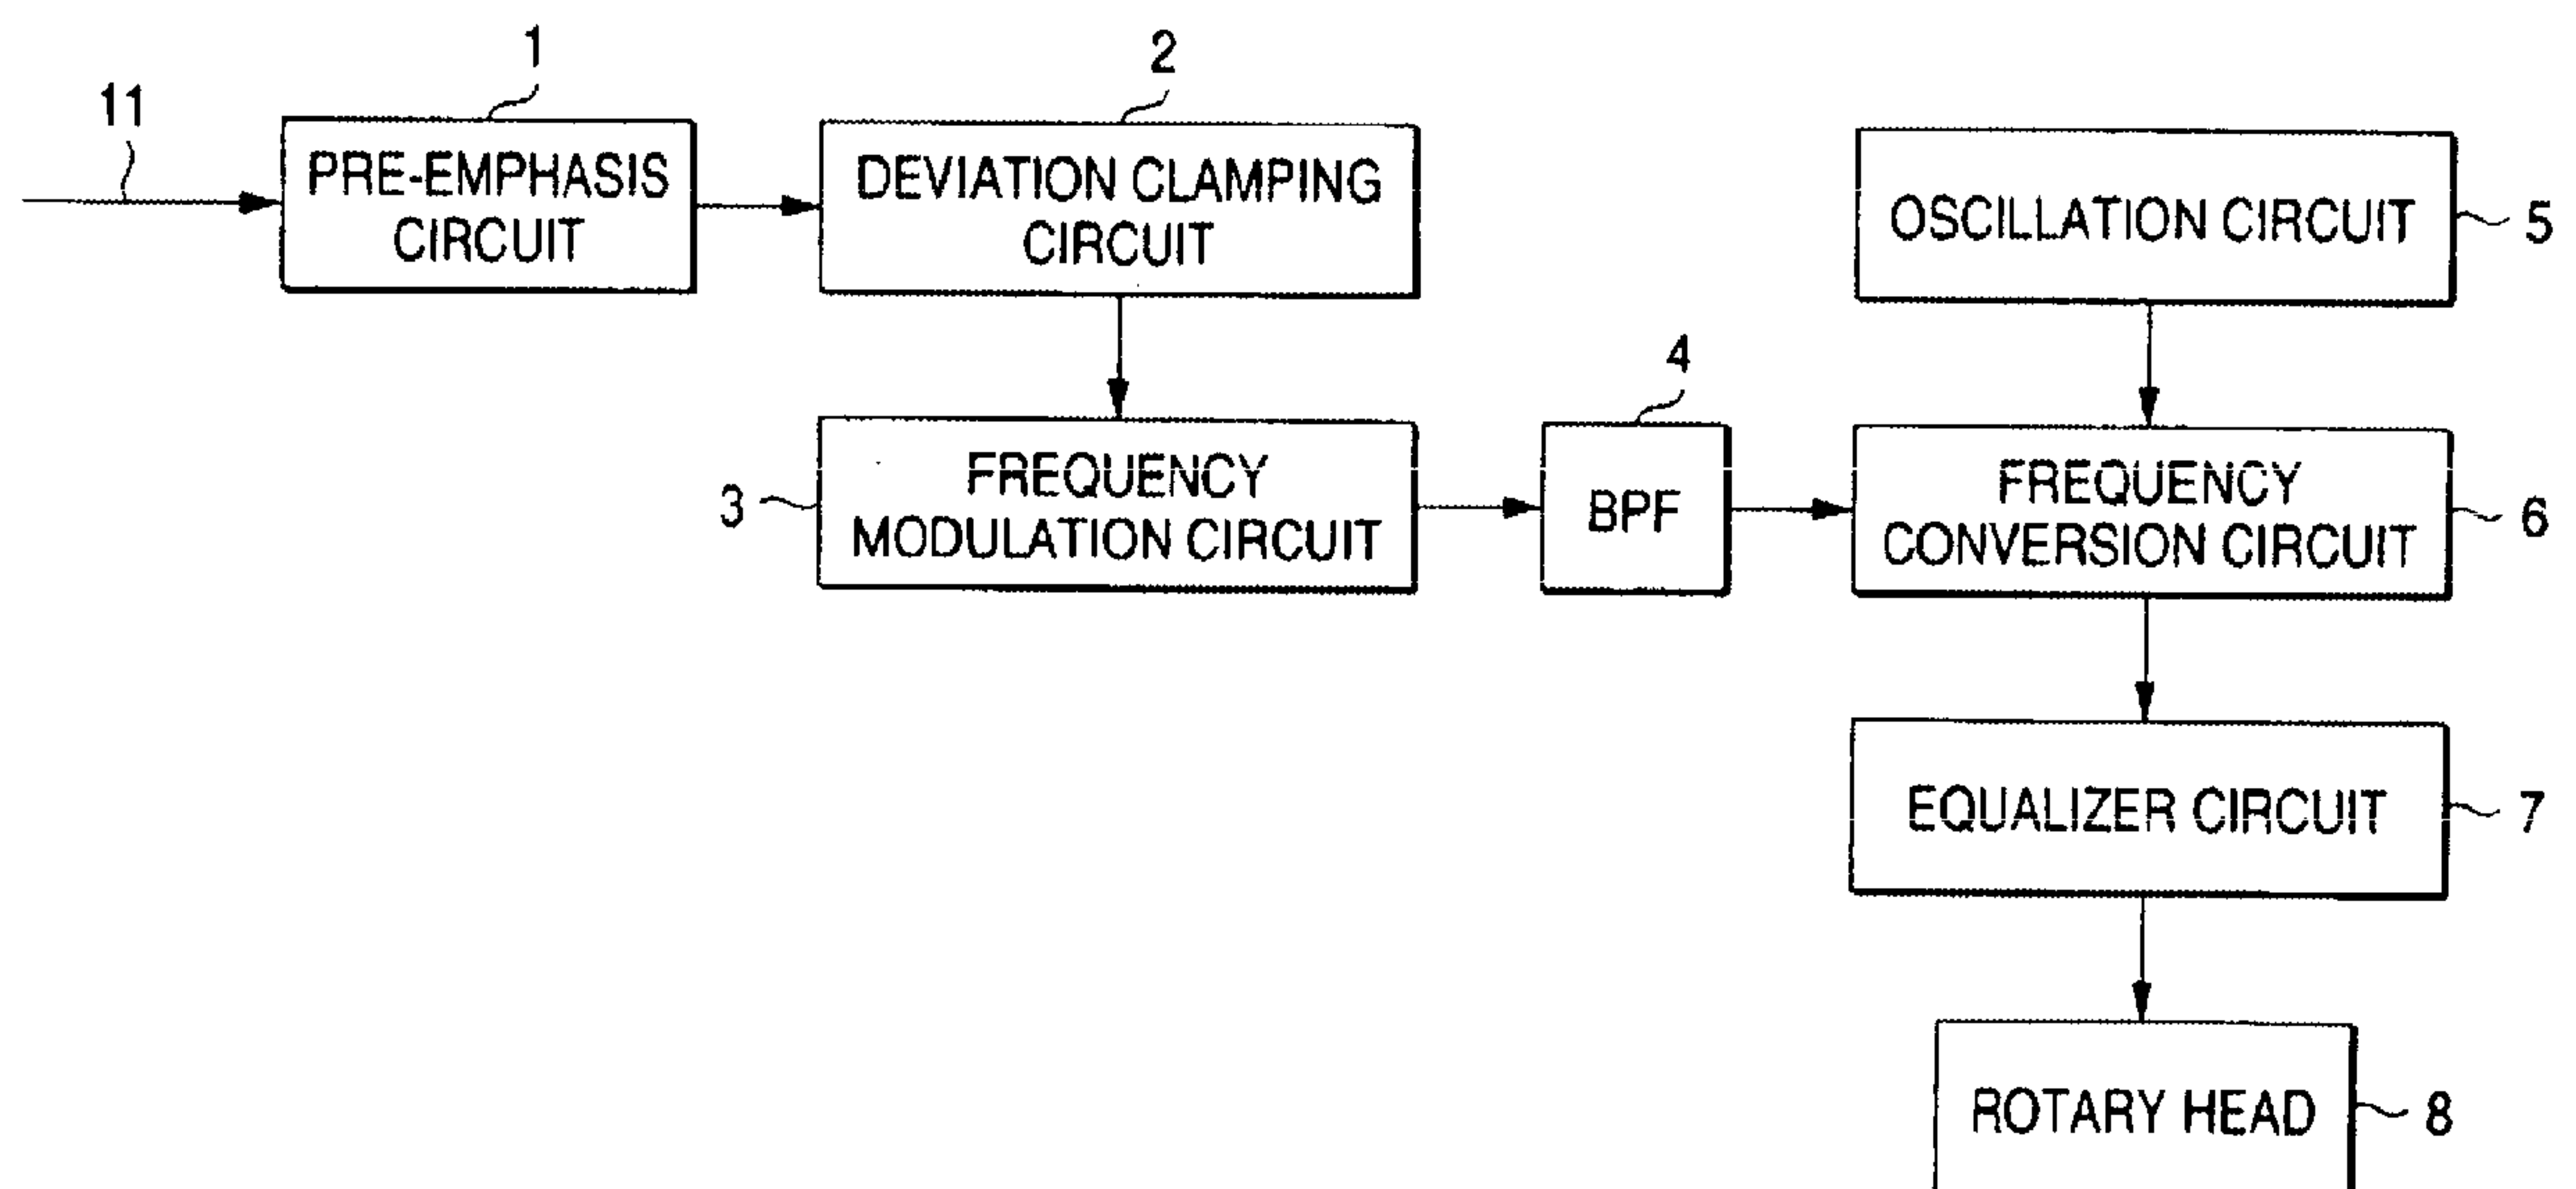 11
1
PRE-EMPHASIS
CIRCUIT
2
DEVIATION CLAMPING
CIRCUIT
OSCILLATION CIRCUIT
5
3
FREQUENCY
MODULATION CIRCUIT
4
BPF
FREQUENCY
CONVERSION CIRCUIT
6
EQUALIZER CIRCUIT
7
ROTARY HEAD
8